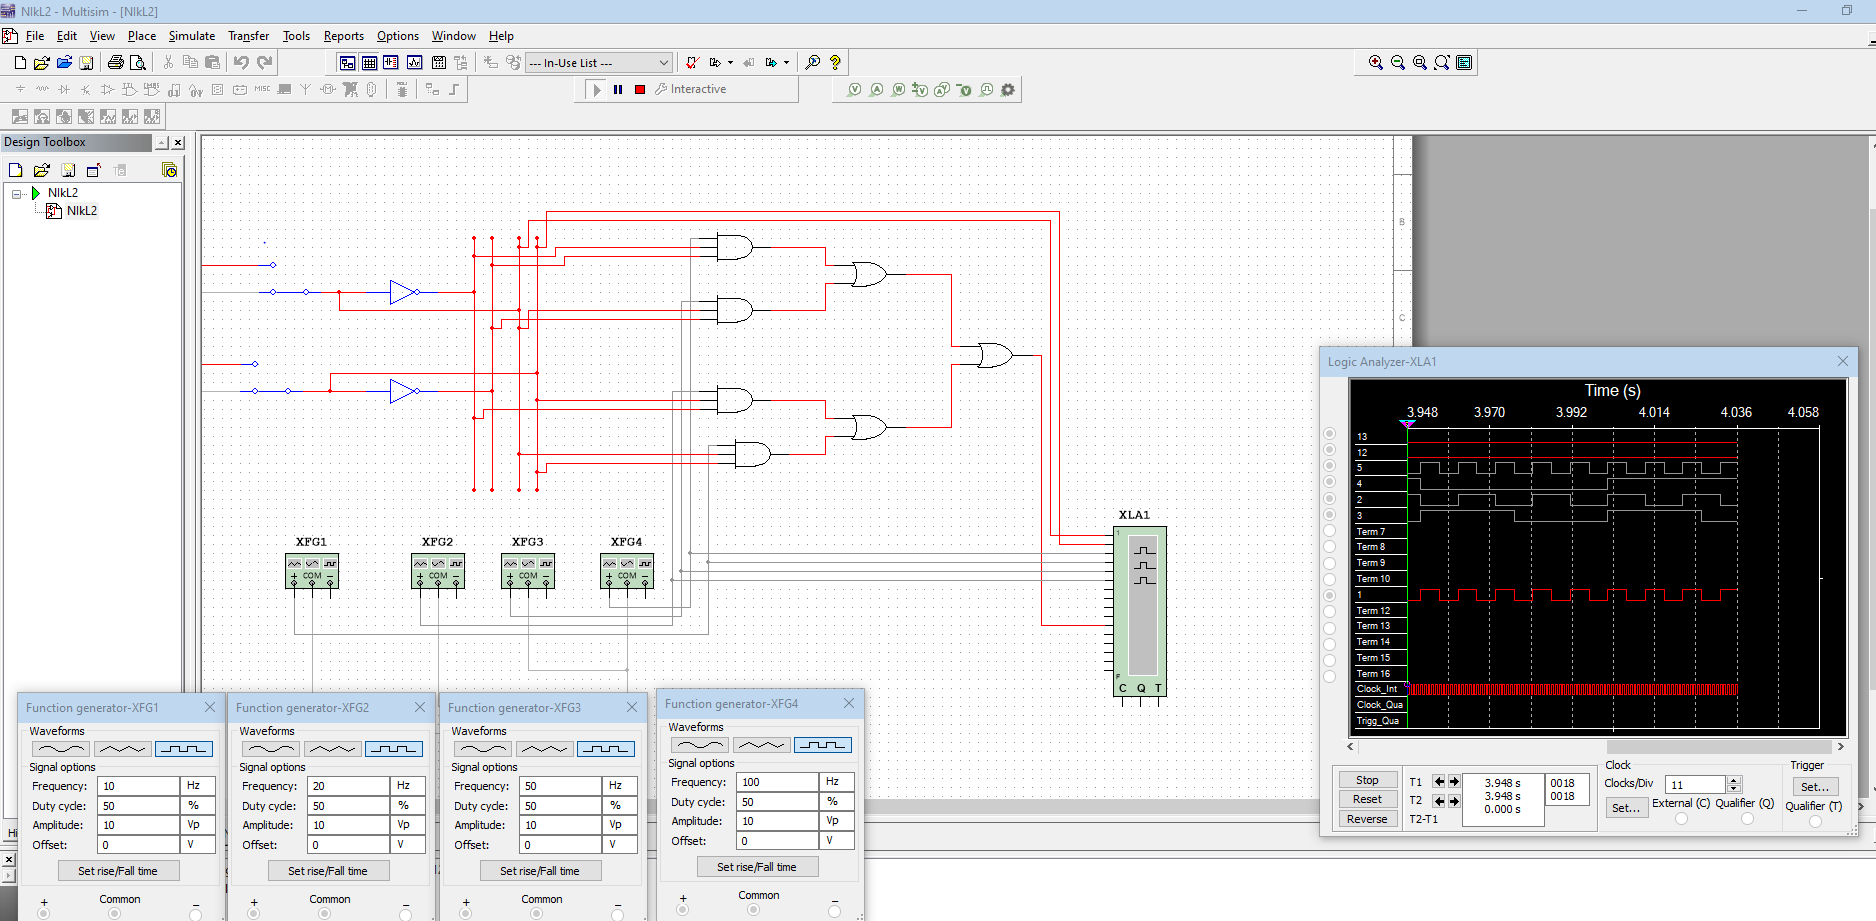 NIkL2 - Multisim - [NIkL2]
File Edit View Place Simulate Transfer Tools Reports Options Window Help
--- In-Use List ---
MISC
Interactive
Design Toolbox
NIkL2
NIkL2
B
C
XLA1
1
F
C Q T
XFG1 XFG2 XFG3 XFG4
+ COM − + COM − + COM − + COM −
Logic Analyzer-XLA1
Time (s)
3.948 3.970 3.992 4.014 4.036 4.058
13
12
5
4
2
3
Term 7
Term 8
Term 9
Term 10
1
Term 12
Term 13
Term 14
Term 15
Term 16
Clock_Int
Clock_Qua
Trigg_Qua
Stop
Reset
Reverse
T1
T2
T2-T1
3.948 s
3.948 s
0.000 s
0018
0018
Clock
Clocks/Div 11
Set... External (C) Qualifier (Q)
Trigger
Set...
Qualifier (T)
Function generator-XFG1
Waveforms
Signal options
Frequency: 10 Hz
Duty cycle: 50 %
Amplitude: 10 Vp
Offset: 0 V
Set rise/Fall time
+ Common −
Function generator-XFG2
Waveforms
Signal options
Frequency: 20 Hz
Duty cycle: 50 %
Amplitude: 10 Vp
Offset: 0 V
Set rise/Fall time
+ Common −
Function generator-XFG3
Waveforms
Signal options
Frequency: 50 Hz
Duty cycle: 50 %
Amplitude: 10 Vp
Offset: 0 V
Set rise/Fall time
+ Common −
Function generator-XFG4
Waveforms
Signal options
Frequency: 100 Hz
Duty cycle: 50 %
Amplitude: 10 Vp
Offset: 0 V
Set rise/Fall time
+ Common −